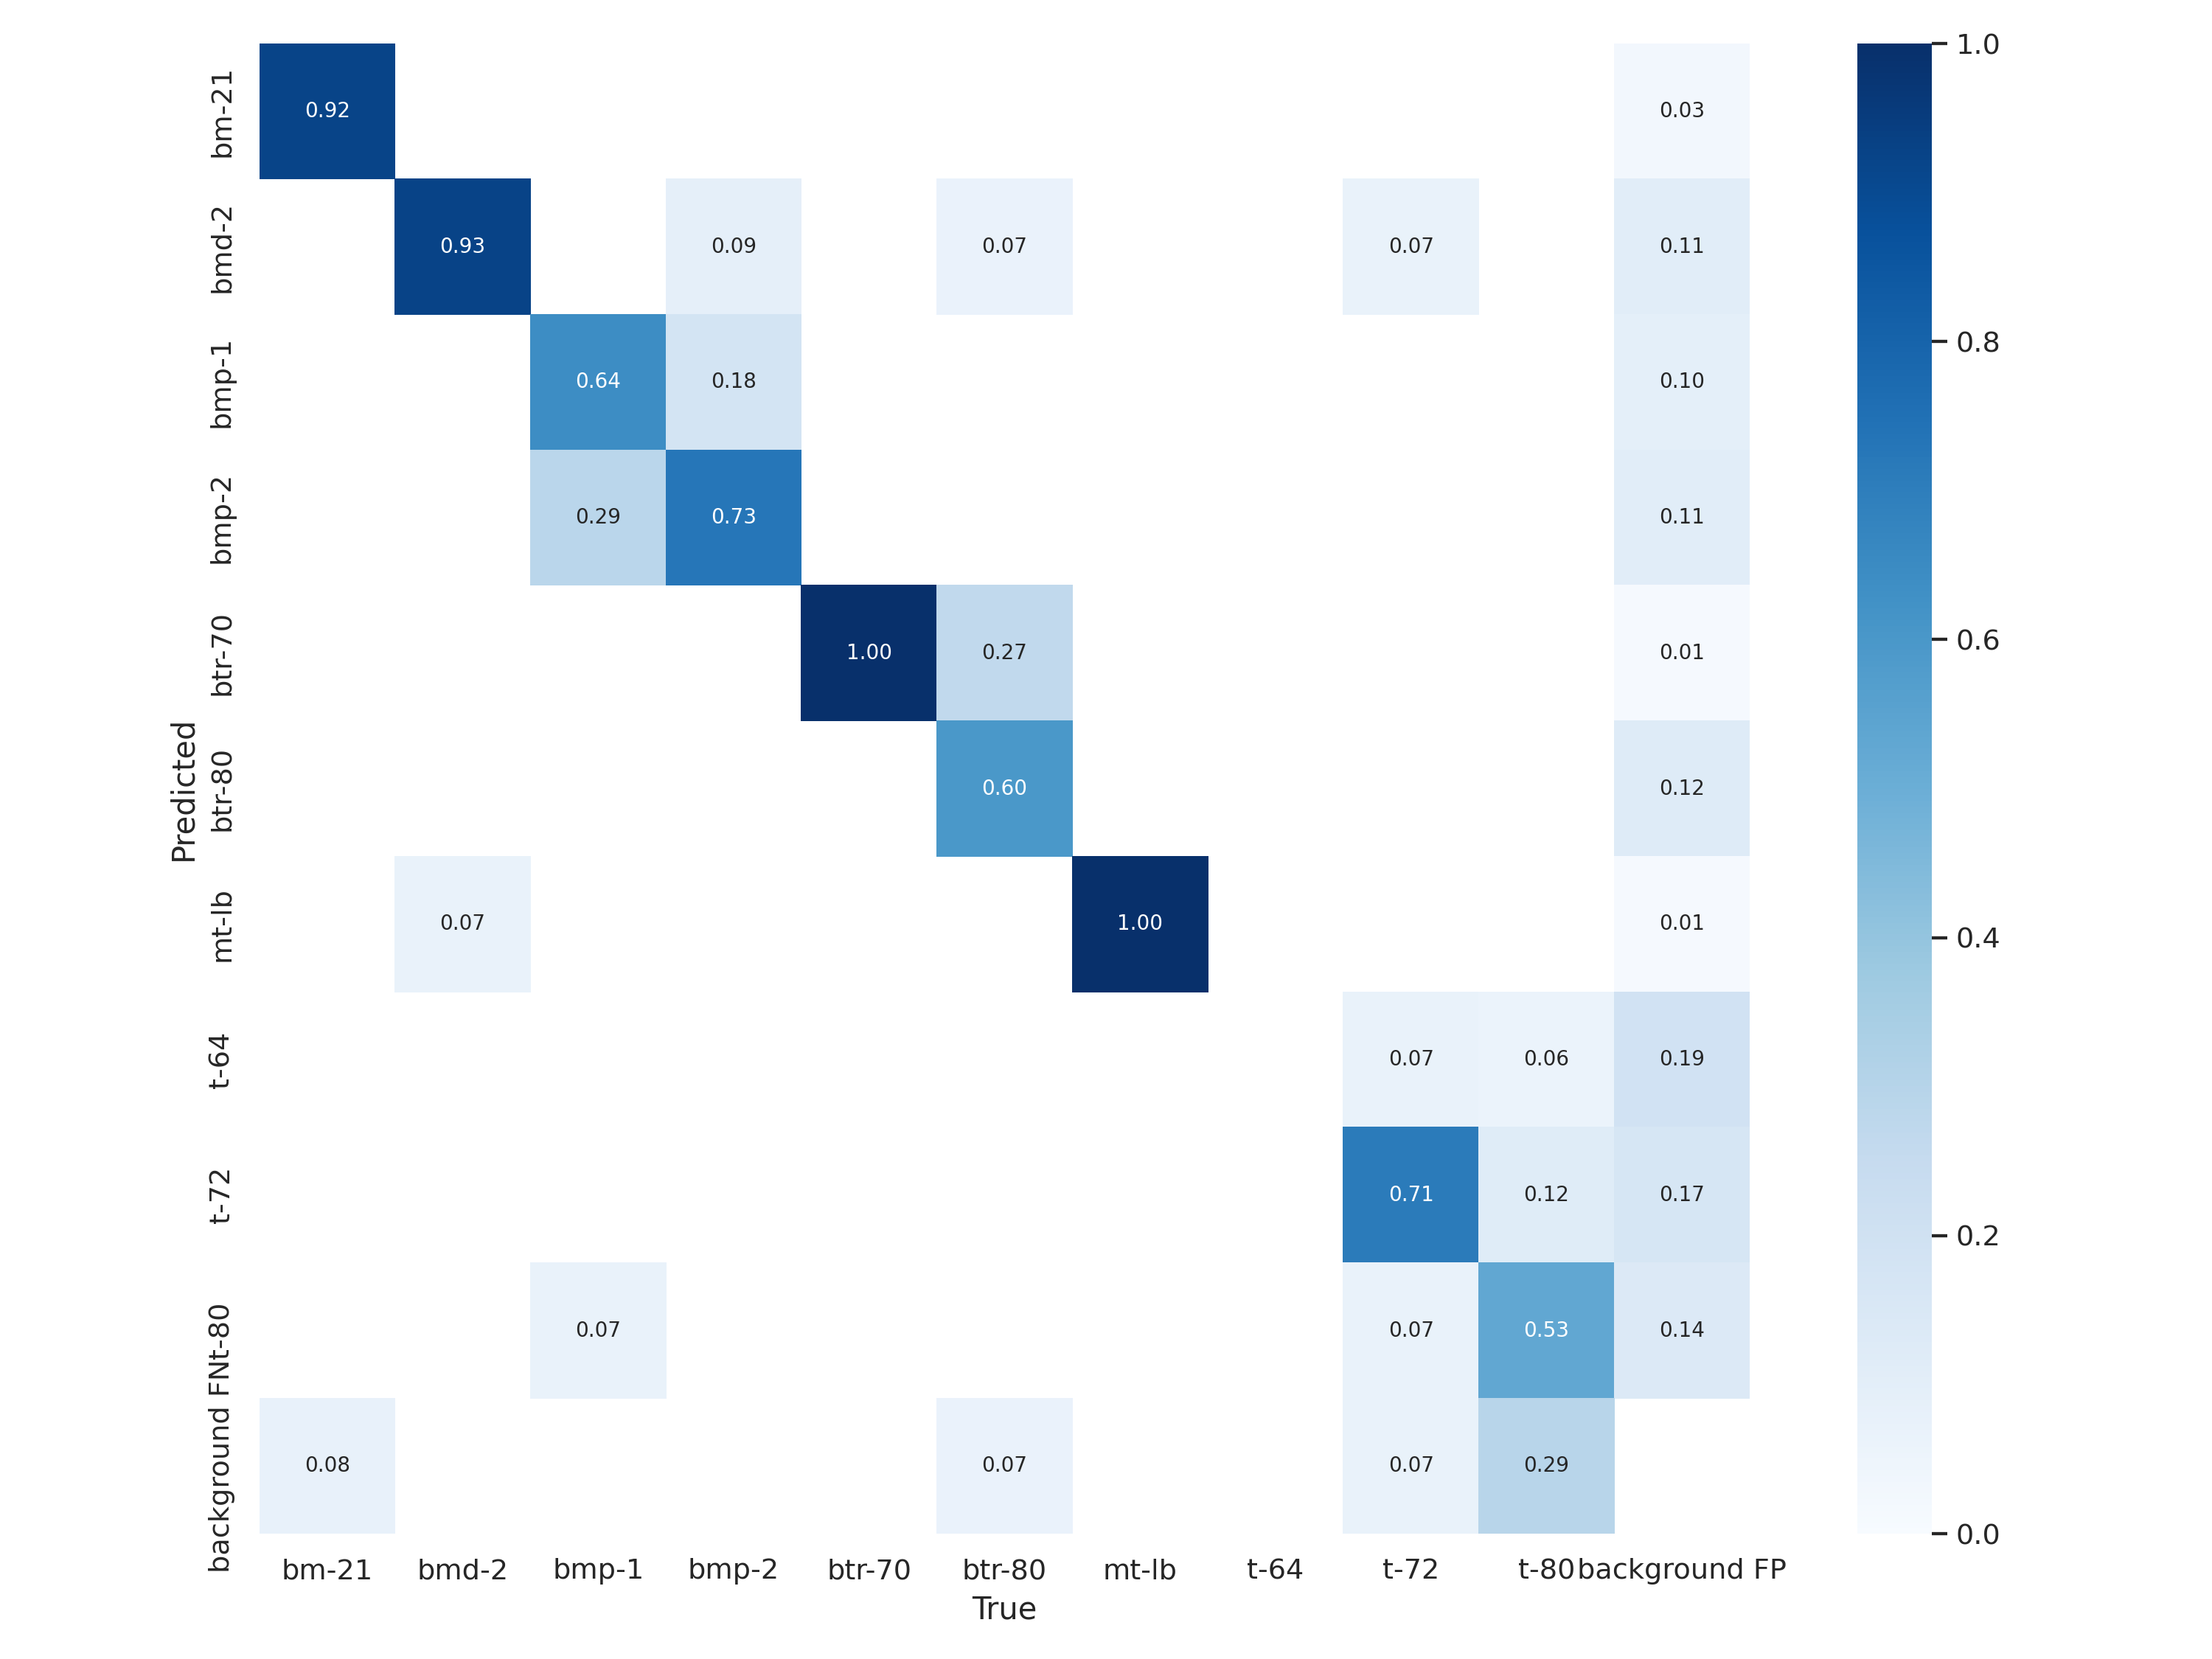 bm-21 0.92 0.03 1.0
bmd-2 0.93 0.09 0.07 0.07 0.11
0.8
bmp-1 0.64 0.18 0.10
bmp-2 0.29 0.73 0.11
btr-70 1.00 0.27 0.01
0.6
Predicted
btr-80 0.60 0.12
mt-lb 0.07 1.00 0.01
0.4
t-64 0.07 0.06 0.19
t-72 0.71 0.12 0.17
0.2
t-80 0.07 0.07 0.53 0.14
background FN 0.08 0.07 0.07 0.29
0.0
bm-21 bmd-2 bmp-1 bmp-2 btr-70 btr-80 mt-lb t-64 t-72 t-80 background FP
True